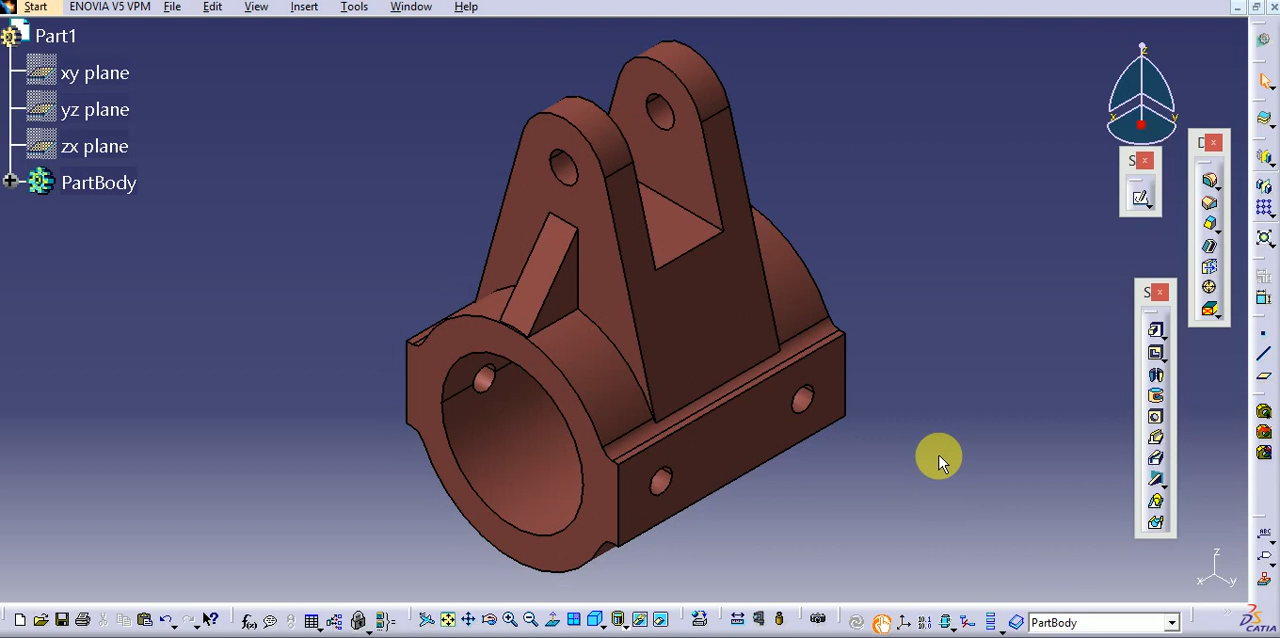 Start ENOVIA V5 VPM File Edit View Insert Tools Window Help
Part1
xy plane
yz plane
zx plane
PartBody
D
S
S
z
x y
z
x y
ABC
PartBody
CATIA